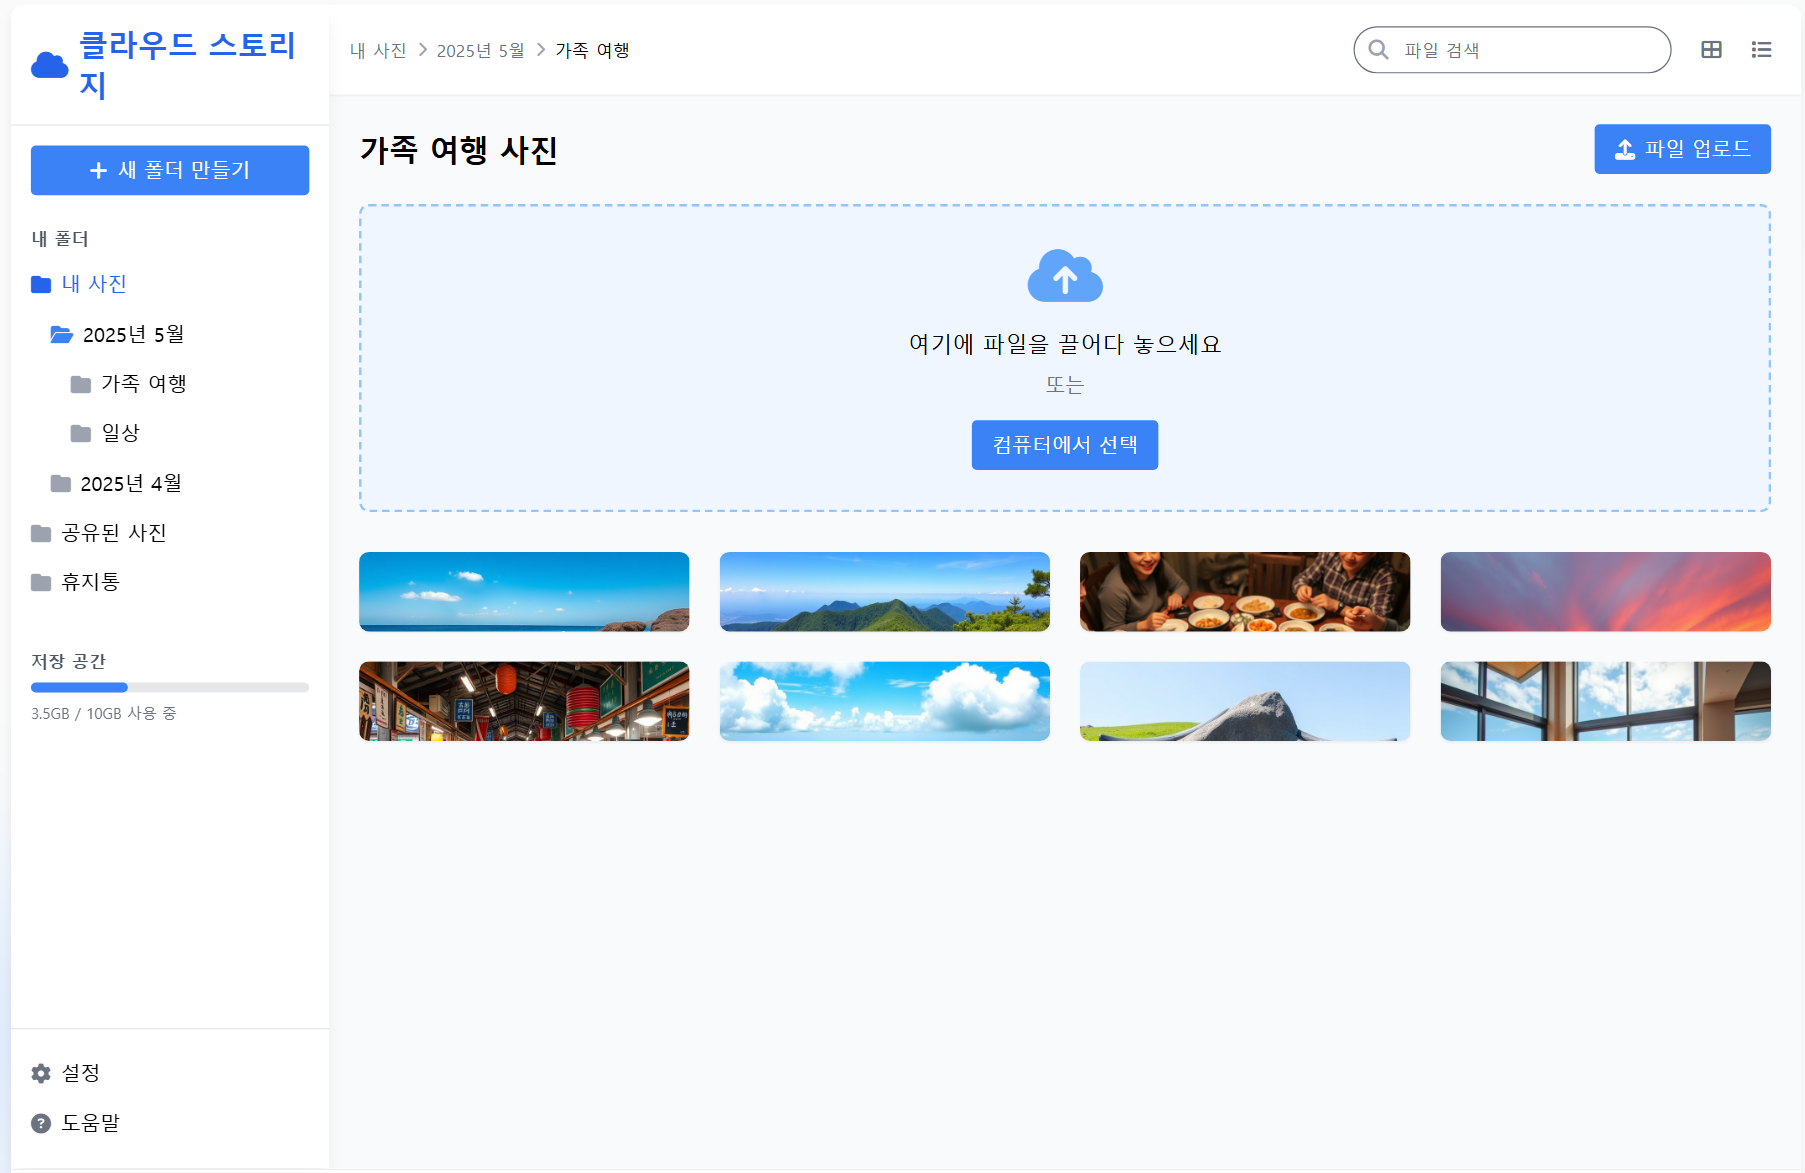 클라우드 스토리
지
새 폴더 만들기
내 폴더
내 사진
2025년 5월
가족 여행
일상
2025년 4월
공유된 사진
휴지통
저장 공간
3.5GB / 10GB 사용 중
설정
도움말
내 사진 > 2025년 5월 > 가족 여행
파일 검색
가족 여행 사진
파일 업로드
여기에 파일을 끌어다 놓으세요
또는
컴퓨터에서 선택